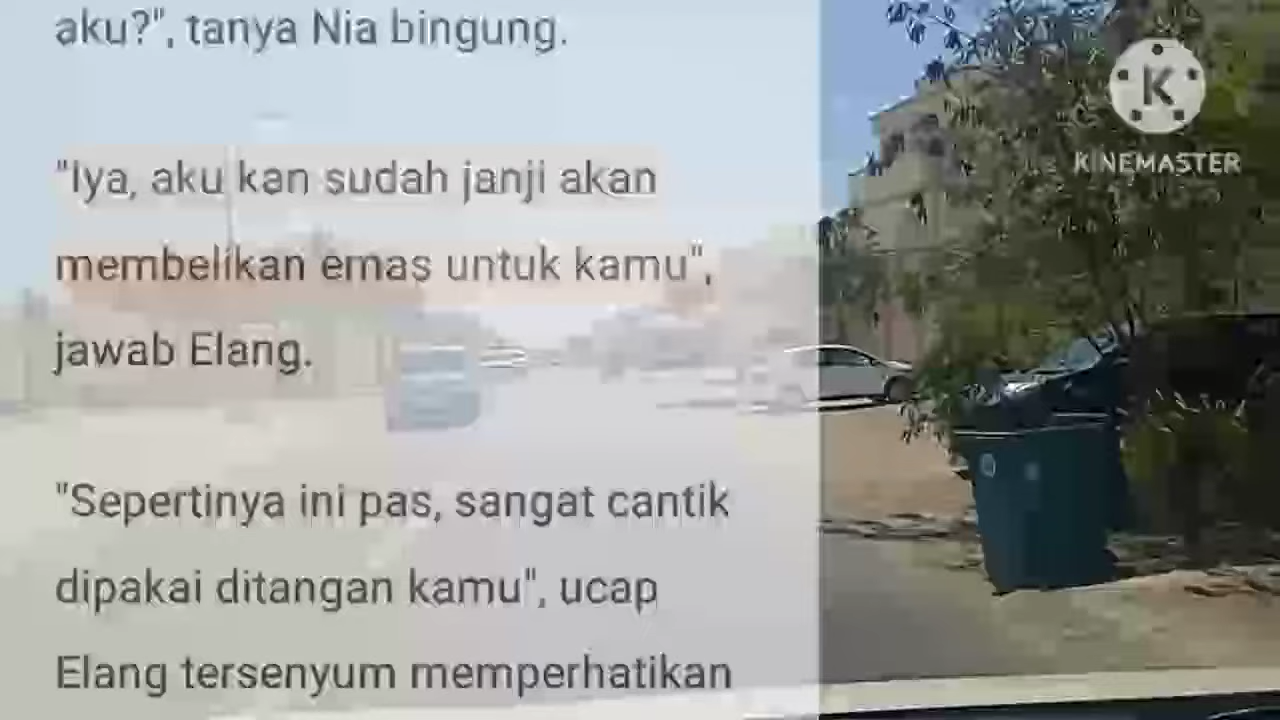 aku?", tanya Nia bingung.
"Iya, aku kan sudah janji akan
membelikan emas untuk kamu",
jawab Elang.
"Sepertinya ini pas, sangat cantik
dipakai ditangan kamu", ucap
Elang tersenyum memperhatikan
K
KINEMASTER